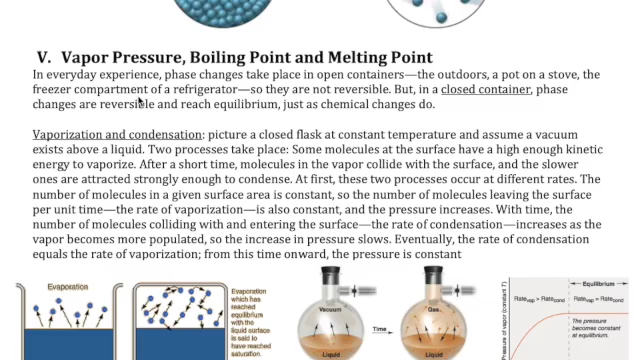 V. Vapor Pressure, Boiling Point and Melting Point
In everyday experience, phase changes take place in open containers—the outdoors, a pot on a stove, the
freezer compartment of a refrigerator—so they are not reversible. But, in a closed container, phase
changes are reversible and reach equilibrium, just as chemical changes do.
Vaporization and condensation: picture a closed flask at constant temperature and assume a vacuum
exists above a liquid. Two processes take place: Some molecules at the surface have a high enough kinetic
energy to vaporize. After a short time, molecules in the vapor collide with the surface, and the slower
ones are attracted strongly enough to condense. At first, these two processes occur at different rates. The
number of molecules in a given surface area is constant, so the number of molecules leaving the surface
per unit time—the rate of vaporization—is also constant, and the pressure increases. With time, the
number of molecules colliding with and entering the surface—the rate of condensation—increases as the
vapor becomes more populated, so the increase in pressure slows. Eventually, the rate of condensation
equals the rate of vaporization; from this time onward, the pressure is constant
Evaporation
Evaporation
which has
reached
equilibrium
with the
liquid surface
is said to
have reached
saturation.
Vacuum
Liquid
Time
Gas
Liquid
Pressure of vapor (constant T)
Equilibrium
Rate vap > Rate cond
Rate vap = Rate cond
The pressure
becomes constant
at equilibrium.